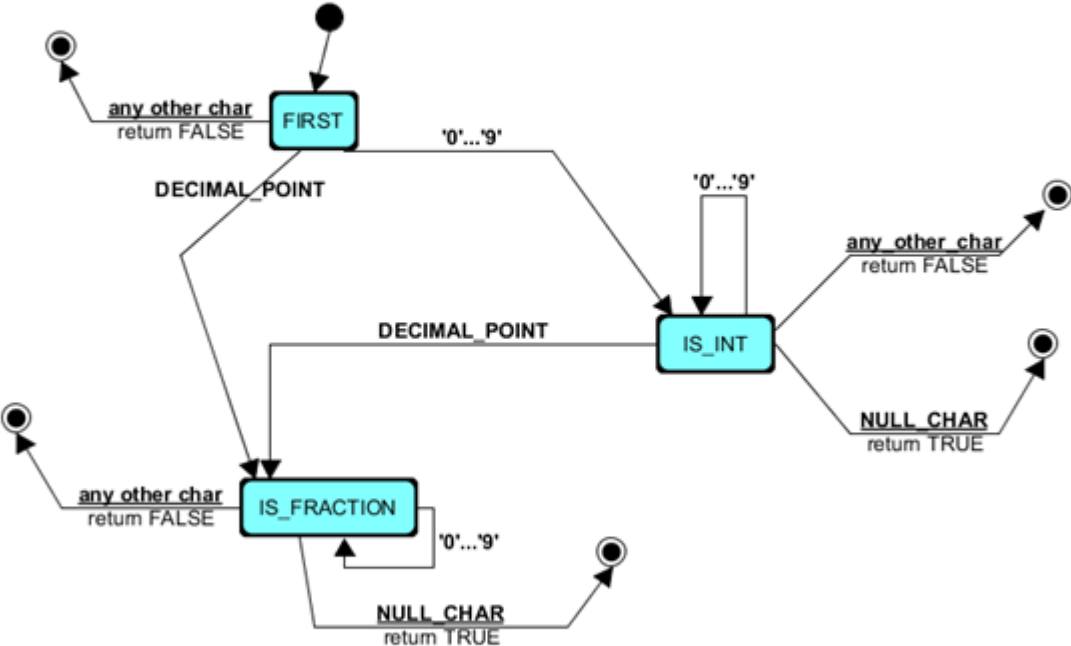 any other char
return FALSE
FIRST
'0'...'9'
DECIMAL_POINT
'0'...'9'
any_other_char
return FALSE
DECIMAL_POINT
IS_INT
NULL_CHAR
return TRUE
any other char
return FALSE
IS_FRACTION
'0'...'9'
NULL_CHAR
return TRUE